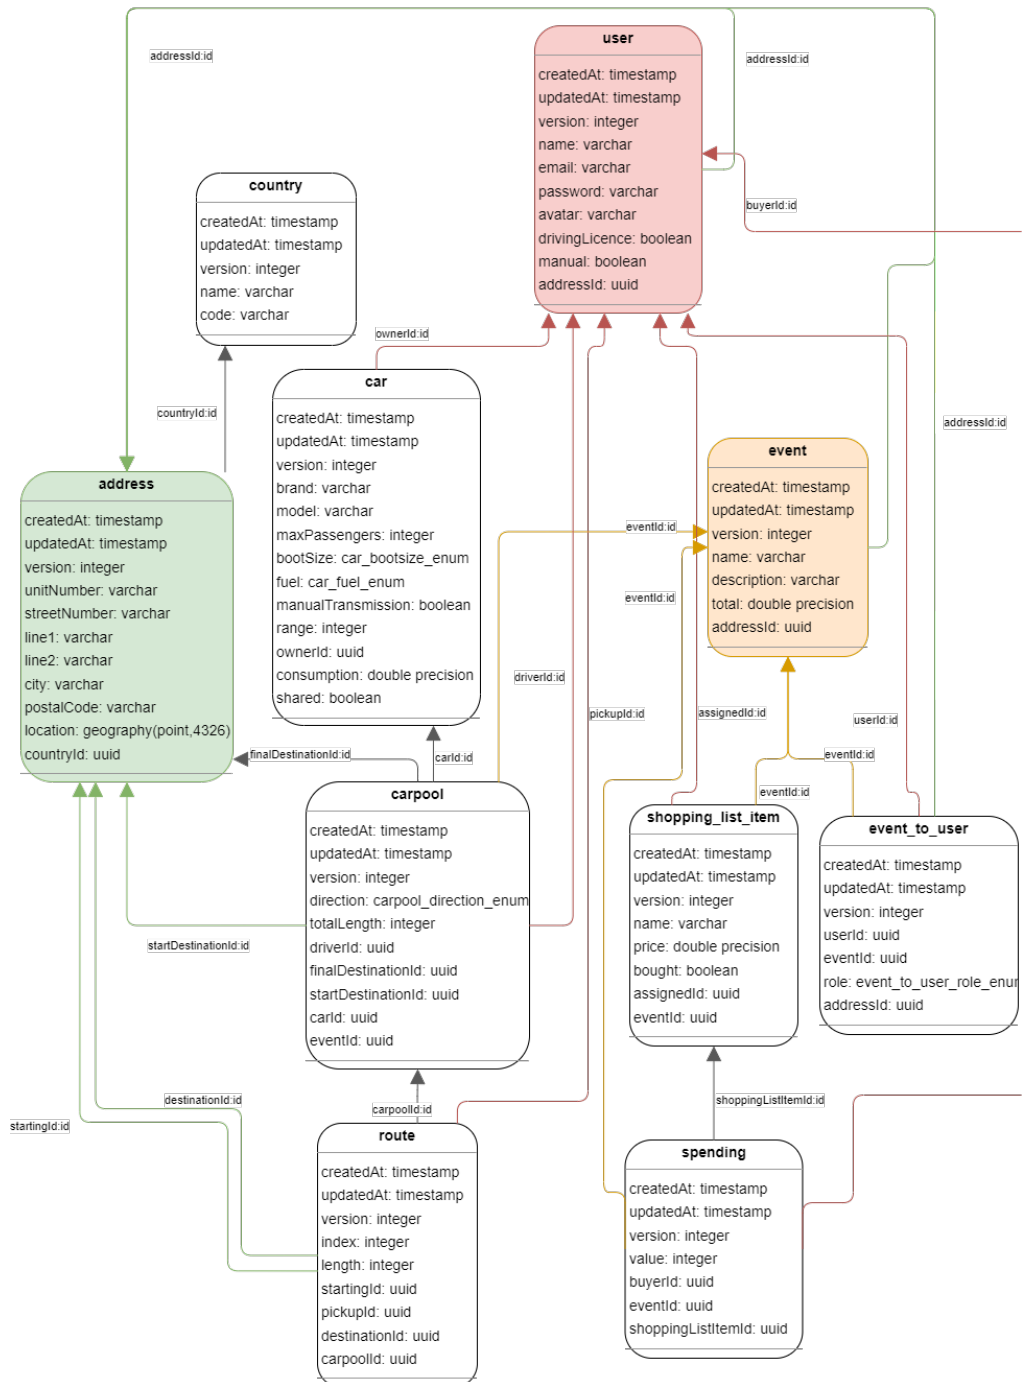 addressId:id
user
createdAt: timestamp
updatedAt: timestamp
version: integer
name: varchar
email: varchar
password: varchar
avatar: varchar
drivingLicence: boolean
manual: boolean
addressId: uuid
addressId:id
buyerId:id
country
createdAt: timestamp
updatedAt: timestamp
version: integer
name: varchar
code: varchar
ownerId:id
countryId:id
car
createdAt: timestamp
updatedAt: timestamp
version: integer
brand: varchar
model: varchar
maxPassengers: integer
bootSize: car_bootsize_enum
fuel: car_fuel_enum
manualTransmission: boolean
range: integer
ownerId: uuid
consumption: double precision
shared: boolean
addressId:id
event
createdAt: timestamp
updatedAt: timestamp
version: integer
name: varchar
description: varchar
total: double precision
addressId: uuid
address
createdAt: timestamp
updatedAt: timestamp
version: integer
unitNumber: varchar
streetNumber: varchar
line1: varchar
line2: varchar
city: varchar
postalCode: varchar
location: geography(point,4326)
countryId: uuid
eventId:id
eventId:id
driverId:id
pickupId:id
assignedId:id
userId:id
finalDestinationId:id
carId:id
eventId:id
eventId:id
carpool
createdAt: timestamp
updatedAt: timestamp
version: integer
direction: carpool_direction_enum
totalLength: integer
driverId: uuid
finalDestinationId: uuid
startDestinationId: uuid
carId: uuid
eventId: uuid
startDestinationId:id
shopping_list_item
createdAt: timestamp
updatedAt: timestamp
version: integer
name: varchar
price: double precision
bought: boolean
assignedId: uuid
eventId: uuid
event_to_user
createdAt: timestamp
updatedAt: timestamp
version: integer
userId: uuid
eventId: uuid
role: event_to_user_role_enum
addressId: uuid
destinationId:id
startingId:id
carpoolId:id
shoppingListItemId:id
route
createdAt: timestamp
updatedAt: timestamp
version: integer
index: integer
length: integer
startingId: uuid
pickupId: uuid
destinationId: uuid
carpoolId: uuid
spending
createdAt: timestamp
updatedAt: timestamp
version: integer
value: integer
buyerId: uuid
eventId: uuid
shoppingListItemId: uuid